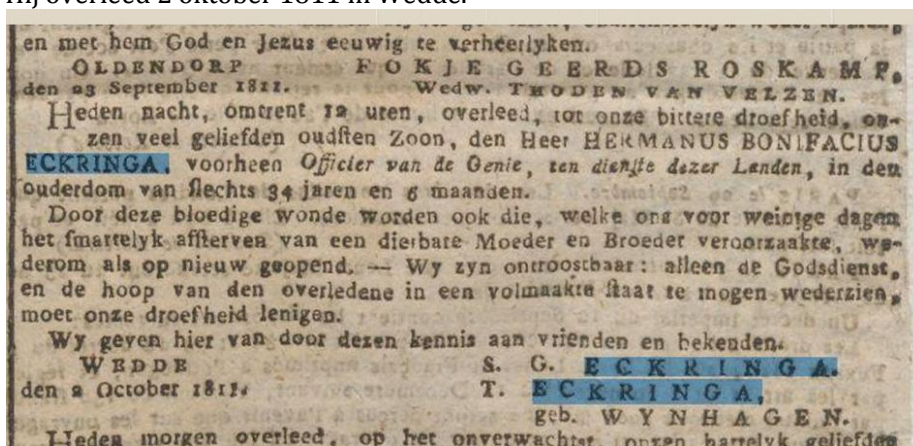 Hij overleed 2 oktober 1811 in Wedde.
en met hem God en Jezus eeuwig te verheerlyken.
OLDENDORP FOKJE GEERDS ROSKAMP,
den 23 September 1811. Wedw. THODEN VAN VELZEN.
Heden nacht, omtrent 12 uren, overleed, tot onze bittere droefheid, on-
zen veel geliefden oudſten Zoon, den Heer HERMANUS BONIFACIUS
ECKRINGA, voorheen Officier van de Genie, ten dienſte dezer Landen, in den
ouderdom van ſlechts 34 jaren en 6 maanden.
Door deze bloedige wonde worden ook die, welke ons voor weinige dagen
het ſmartelyk afſterven van een dierbare Moeder en Broeder veroorzaakte, we-
derom als op nieuw geopend. — Wy zyn ontroostbaar: alleen de Godsdienst,
en de hoop van den overledene in een volmaakte ſtaat te mogen wederzien,
moet onze droefheid lenigen.
Wy geven hier van door dezen kennis aan vrienden en bekenden.
WEDDE S. G. ECKRINGA.
den 2 October 1811. T. ECKRINGA,
geb. WYNHAGEN.
Heden morgen overleed, op het onverwachtst, onzen hartelyk geliefden